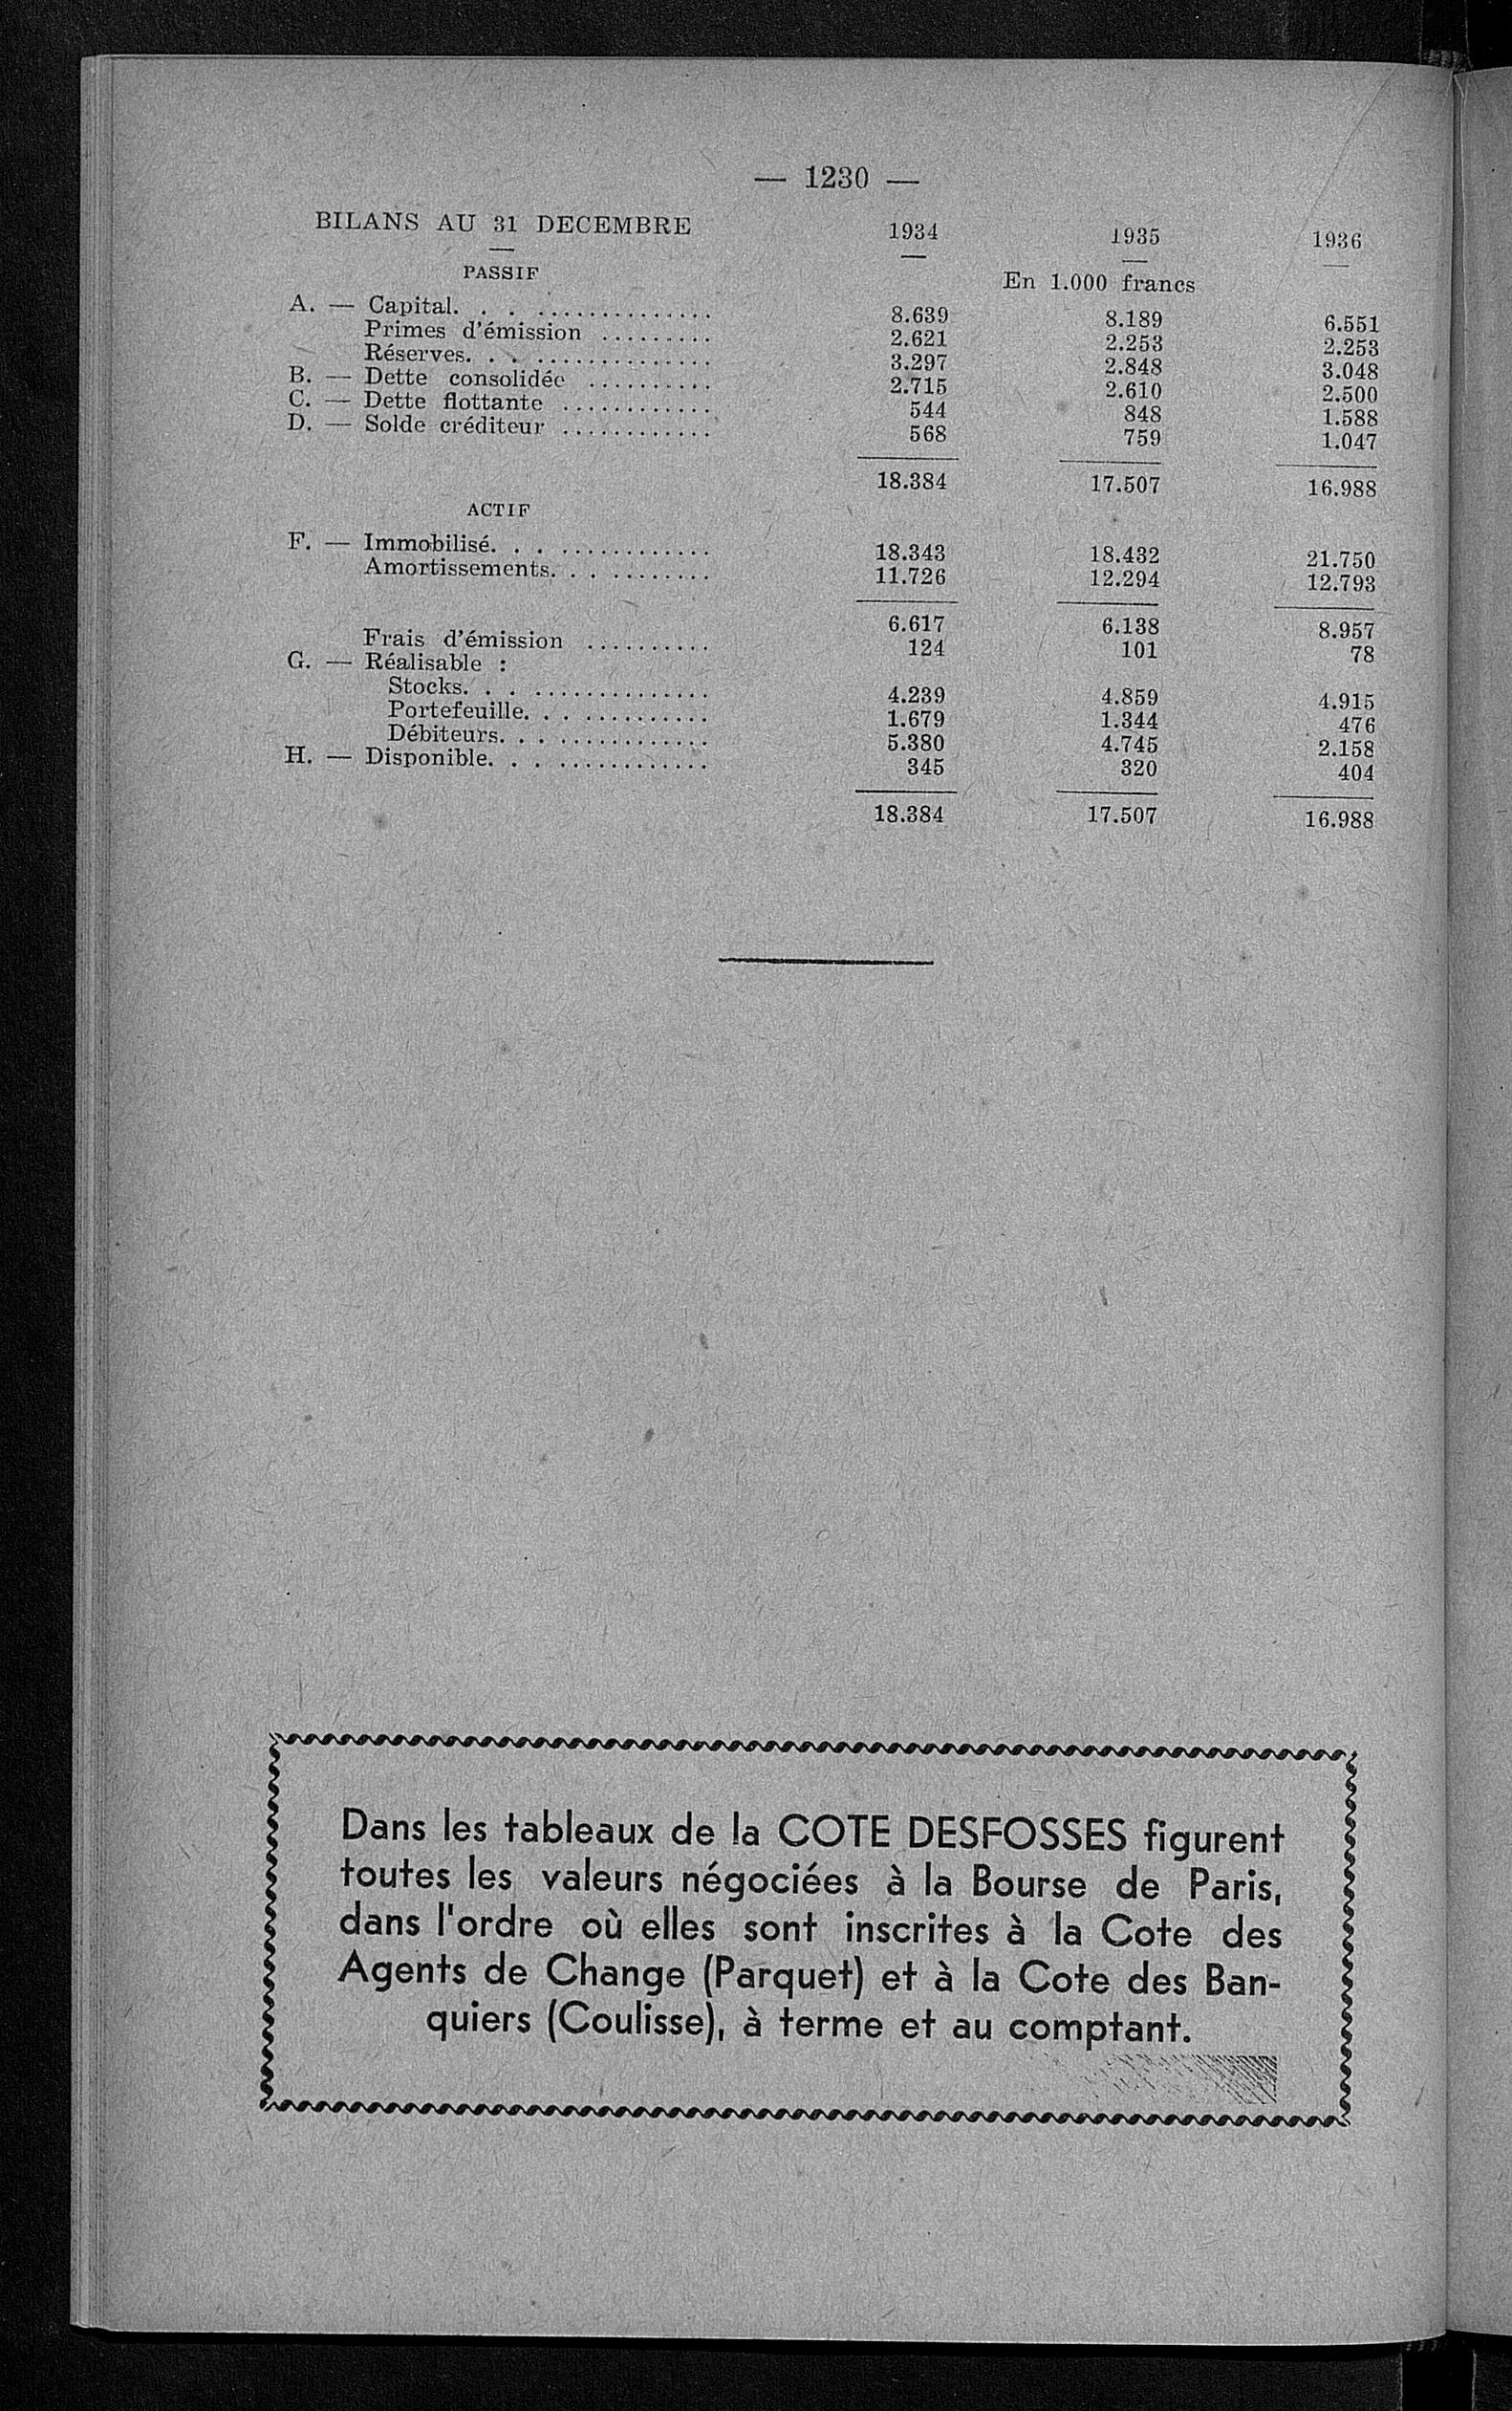 — 1230 —
BILANS AU 31 DECEMBRE 1934 1935 1936
PASSIF
En 1.000 francs
A. — Capital. . . . . . . . . . . . . . . . . 8.639 8.189 6.551
Primes d'émission . . . . . . . . . 2.621 2.253 2.253
Réserves. . . . . . . . . . . . . . . . . 3.297 2.848 3.048
B. — Dette consolidée . . . . . . . . . . 2.715 2.610 2.500
C. — Dette flottante . . . . . . . . . . . . 544 848 1.588
D. — Solde créditeur . . . . . . . . . . . . 568 759 1.047
18.384 17.507 16.988
ACTIF
F. — Immobilisé. . . . . . . . . . . . . . . 18.343 18.432 21.750
Amortissements. . . . . . . . . . . 11.726 12.294 12.793
6.617 6.138 8.957
Frais d'émission . . . . . . . . . . 124 101 78
G. — Réalisable :
Stocks. . . . . . . . . . . . . . . . . 4.239 4.859 4.915
Portefeuille. . . . . . . . . . . . . 1.679 1.344 476
Débiteurs. . . . . . . . . . . . . . . 5.380 4.745 2.158
H. — Disponible. . . . . . . . . . . . . . . 345 320 404
18.384 17.507 16.988
Dans les tableaux de la COTE DESFOSSES figurent
toutes les valeurs négociées à la Bourse de Paris,
dans l'ordre où elles sont inscrites à la Cote des
Agents de Change (Parquet) et à la Cote des Ban-
quiers (Coulisse), à terme et au comptant.